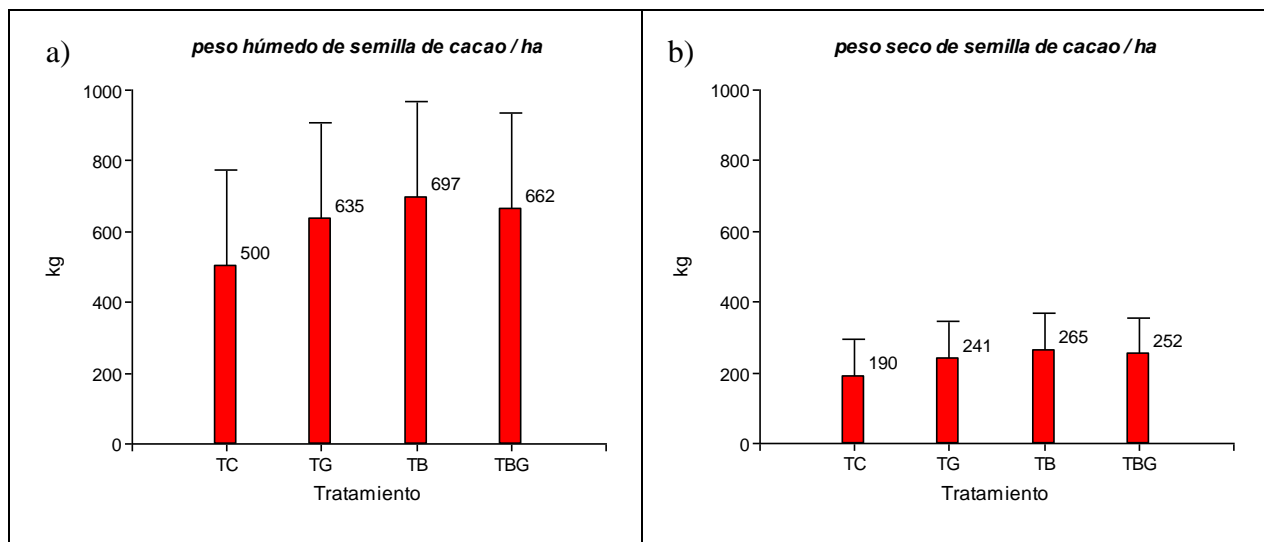 a)
peso húmedo de semilla de cacao / ha
1000
800
600
400
200
0
kg
500
635
697
662
TC TG TB TBG
Tratamiento
b)
peso seco de semilla de cacao / ha
1000
800
600
400
200
0
kg
190
241
265
252
TC TG TB TBG
Tratamiento